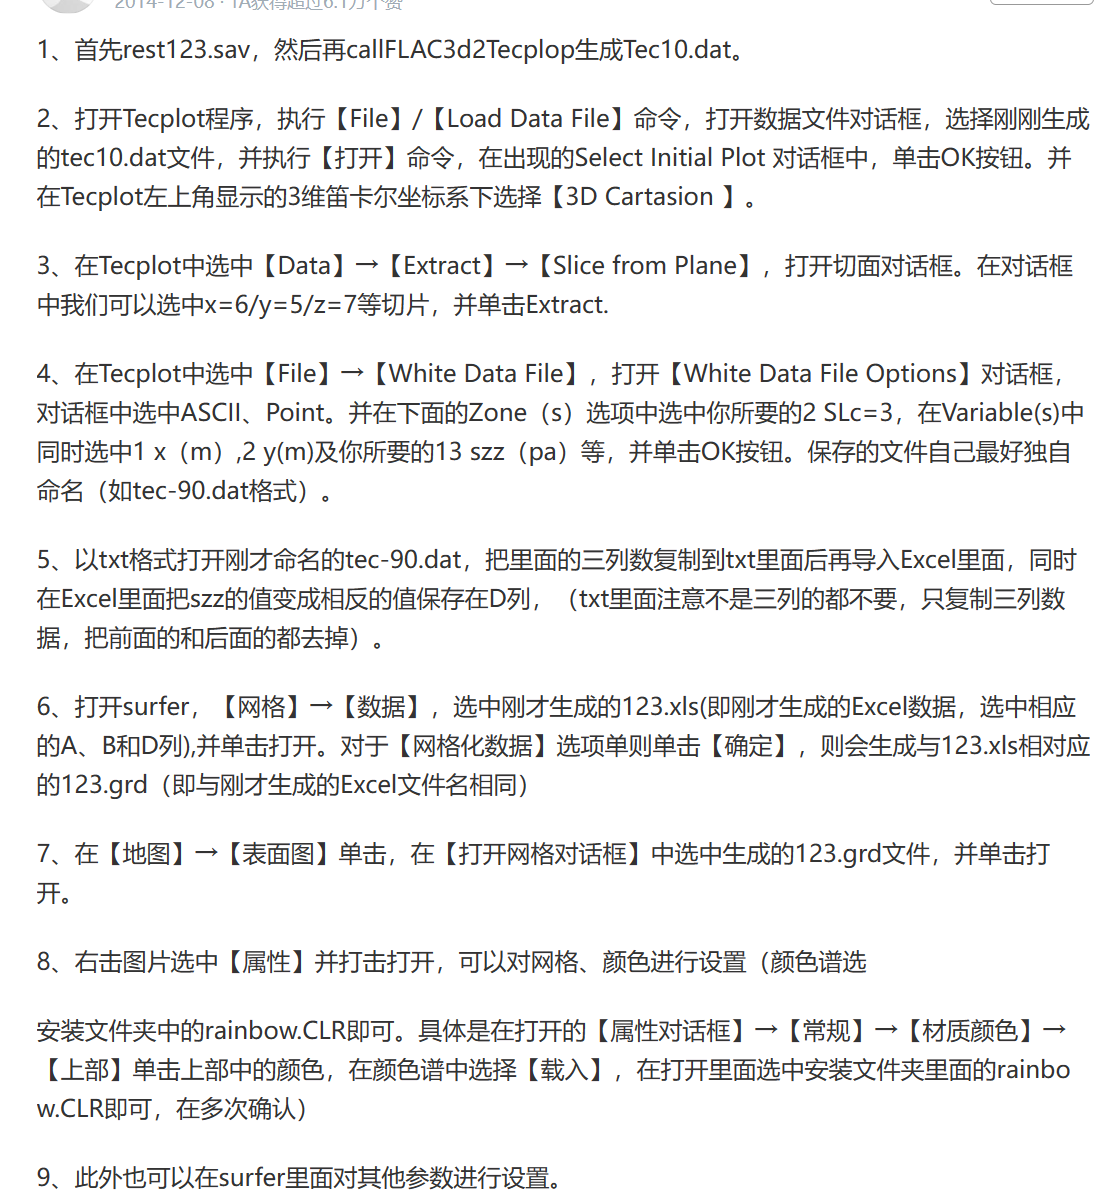 2014-12-08 · TA获得超过6.1万个赞
1、首先rest123.sav，然后再callFLAC3d2Tecplop生成Tec10.dat。
2、打开Tecplot程序，执行【File】/【Load Data File】命令，打开数据文件对话框，选择刚刚生成
的tec10.dat文件，并执行【打开】命令，在出现的Select Initial Plot 对话框中，单击OK按钮。并
在Tecplot左上角显示的3维笛卡尔坐标系下选择【3D Cartasion 】。
3、在Tecplot中选中【Data】→【Extract】→【Slice from Plane】，打开切面对话框。在对话框
中我们可以选中x=6/y=5/z=7等切片，并单击Extract.
4、在Tecplot中选中【File】→【White Data File】，打开【White Data File Options】对话框，
对话框中选中ASCII、Point。并在下面的Zone（s）选项中选中你所要的2 SLc=3，在Variable(s)中
同时选中1 x（m）,2 y(m)及你所要的13 szz（pa）等，并单击OK按钮。保存的文件自己最好独自
命名（如tec-90.dat格式）。
5、以txt格式打开刚才命名的tec-90.dat，把里面的三列数复制到txt里面后再导入Excel里面，同时
在Excel里面把szz的值变成相反的值保存在D列，（txt里面注意不是三列的都不要，只复制三列数
据，把前面的和后面的都去掉）。
6、打开surfer，【网格】→【数据】，选中刚才生成的123.xls(即刚才生成的Excel数据，选中相应
的A、B和D列),并单击打开。对于【网格化数据】选项单则单击【确定】，则会生成与123.xls相对应
的123.grd（即与刚才生成的Excel文件名相同）
7、在【地图】→【表面图】单击，在【打开网格对话框】中选中生成的123.grd文件，并单击打
开。
8、右击图片选中【属性】并打击打开，可以对网格、颜色进行设置（颜色谱选
安装文件夹中的rainbow.CLR即可。具体是在打开的【属性对话框】→【常规】→【材质颜色】→
【上部】单击上部中的颜色，在颜色谱中选择【载入】，在打开里面选中安装文件夹里面的rainbo
w.CLR即可，在多次确认）
9、此外也可以在surfer里面对其他参数进行设置。